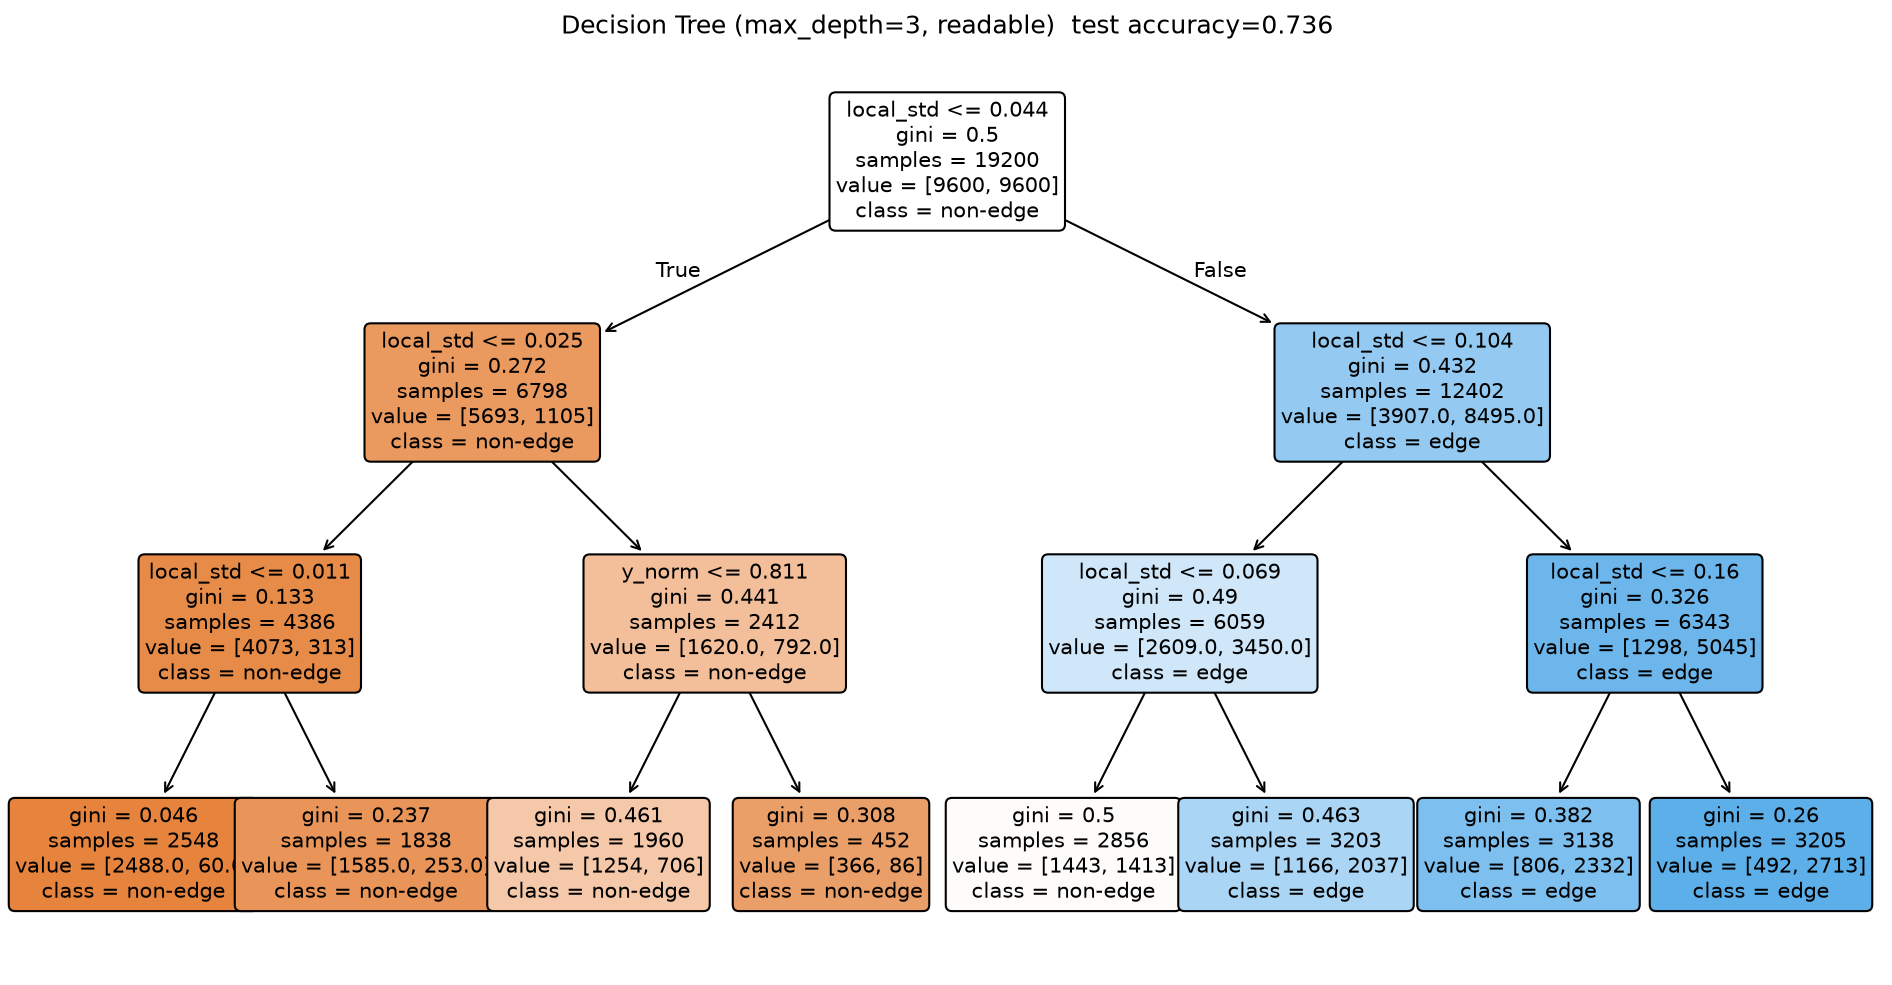 Decision Tree (max_depth=3, readable)  test accuracy=0.736
local_std <= 0.044
gini = 0.5
samples = 19200
value = [9600, 9600]
class = non-edge
True
False
local_std <= 0.025
gini = 0.272
samples = 6798
value = [5693, 1105]
class = non-edge
local_std <= 0.104
gini = 0.432
samples = 12402
value = [3907.0, 8495.0]
class = edge
local_std <= 0.011
gini = 0.133
samples = 4386
value = [4073, 313]
class = non-edge
y_norm <= 0.811
gini = 0.441
samples = 2412
value = [1620.0, 792.0]
class = non-edge
local_std <= 0.069
gini = 0.49
samples = 6059
value = [2609.0, 3450.0]
class = edge
local_std <= 0.16
gini = 0.326
samples = 6343
value = [1298, 5045]
class = edge
gini = 0.046
samples = 2548
value = [2488.0, 60.
class = non-edge
gini = 0.237
samples = 1838
value = [1585.0, 253.0]
class = non-edge
gini = 0.461
samples = 1960
value = [1254, 706]
class = non-edge
gini = 0.308
samples = 452
value = [366, 86]
class = non-edge
gini = 0.5
samples = 2856
value = [1443, 1413]
class = non-edge
gini = 0.463
samples = 3203
value = [1166, 2037]
class = edge
gini = 0.382
samples = 3138
value = [806, 2332]
class = edge
gini = 0.26
samples = 3205
value = [492, 2713]
class = edge